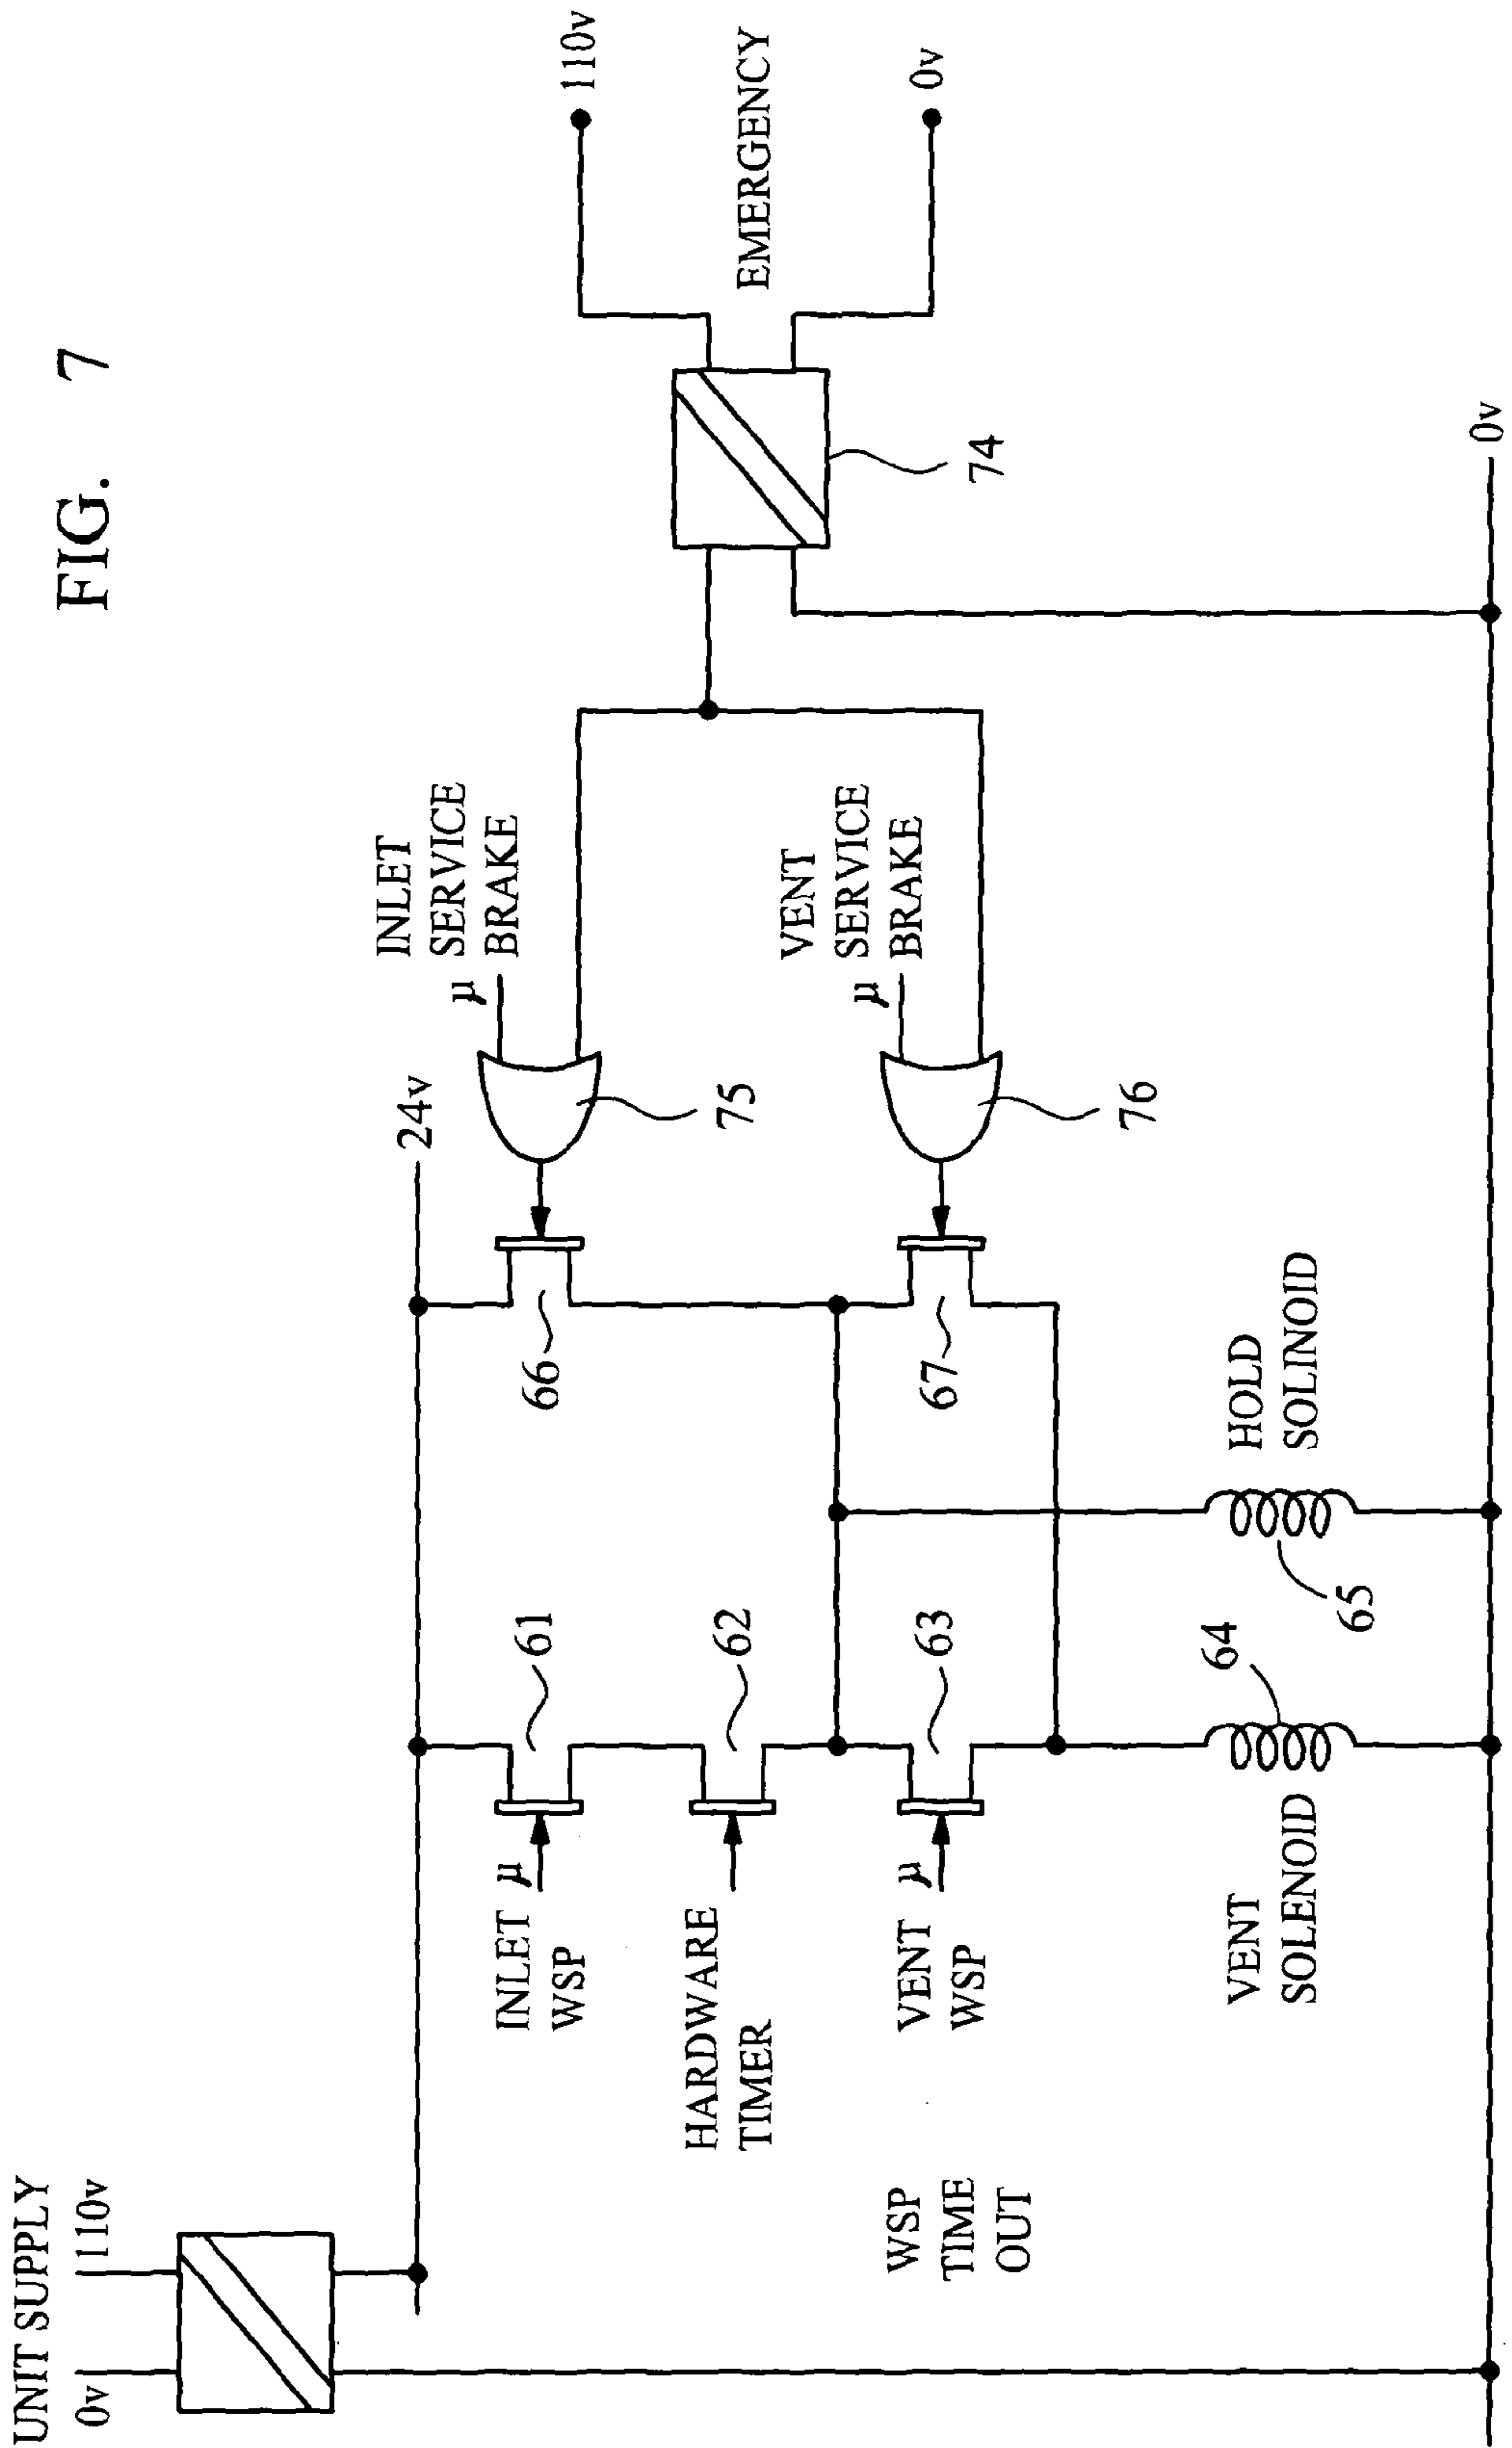 FIG. 7
UNIT SUPPLY
0v
110v
24v
INLET
SERVICE
BRAKE
μ
75
66
61
INLET
WSP
μ
HARDWARE
TIMER
62
VENT
SERVICE
BRAKE
μ
76
67
63
VENT
WSP
μ
WSP
TIME
OUT
110v
EMERGENCY
0v
74
VENT
SOLENOID
64
HOLD
SOLINOID
65
0v